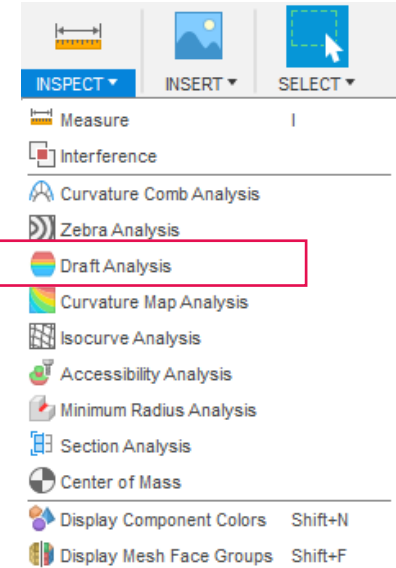 INSPECT ▼ INSERT ▼ SELECT ▼
Measure I
Interference
Curvature Comb Analysis
Zebra Analysis
Draft Analysis
Curvature Map Analysis
Isocurve Analysis
Accessibility Analysis
Minimum Radius Analysis
Section Analysis
Center of Mass
Display Component Colors Shift+N
Display Mesh Face Groups Shift+F